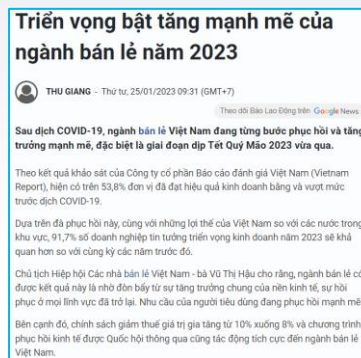 Triển vọng bật tăng mạnh mẽ của
ngành bán lẻ năm 2023
THU GIANG - Thứ tư, 25/01/2023 09:31 (GMT+7)
Theo dõi Báo Lao Động trên Google News
Sau dịch COVID-19, ngành bán lẻ Việt Nam đang từng bước phục hồi và tăng
trưởng mạnh mẽ, đặc biệt là giai đoạn dịp Tết Quý Mão 2023 vừa qua.
Theo kết quả khảo sát của Công ty cổ phần Báo cáo đánh giá Việt Nam (Vietnam
Report), hiện có trên 53,8% đơn vị đã đạt hiệu quả kinh doanh bằng và vượt mức
trước dịch COVID-19.
Dựa trên đà phục hồi này, cùng với những lợi thế của Việt Nam so với các nước trong
khu vực, 91,7% số doanh nghiệp tin tưởng triển vọng kinh doanh năm 2023 sẽ khả
quan hơn so với cùng kỳ các năm trước đó.
Chủ tịch Hiệp hội Các nhà bán lẻ Việt Nam - bà Vũ Thị Hậu cho rằng, ngành bán lẻ có
được kết quả này là nhờ đòn bẩy từ sự tăng trưởng chung của nền kinh tế, sự hồi
phục ở mọi lĩnh vực đã trở lại. Nhu cầu của người tiêu dùng đang phục hồi mạnh mẽ.
Bên cạnh đó, chính sách giảm thuế giá trị gia tăng từ 10% xuống 8% và chương trình
phục hồi kinh tế được Quốc hội thông qua cũng tác động tích cực đến ngành bán lẻ
Việt Nam.